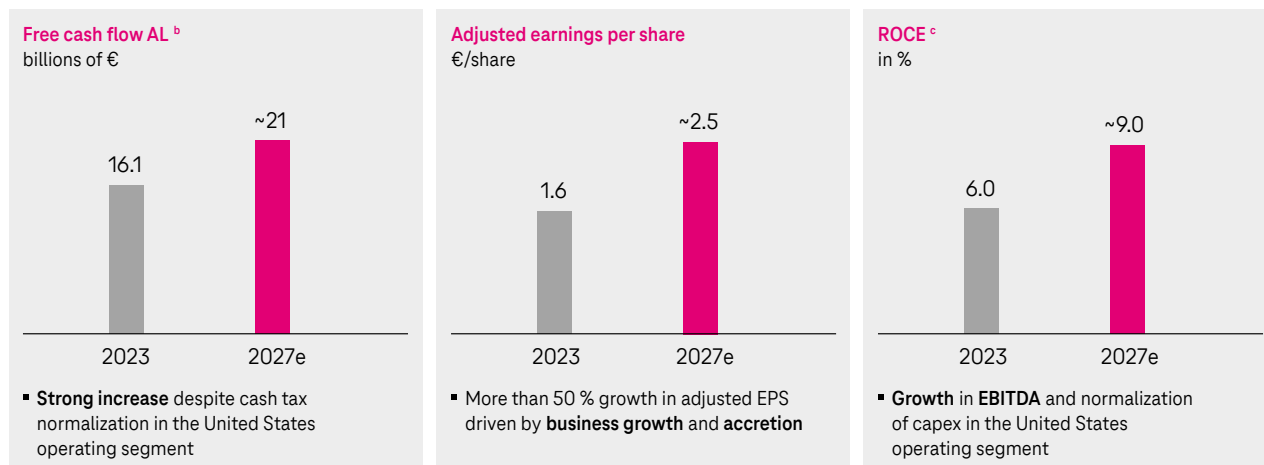 Free cash flow AL b
billions of €
~21
16.1
2023
2027e
▪ Strong increase despite cash tax
normalization in the United States
operating segment
Adjusted earnings per share
€/share
~2.5
1.6
2023
2027e
▪ More than 50 % growth in adjusted EPS
driven by business growth and accretion
ROCE c
in %
~9.0
6.0
2023
2027e
▪ Growth in EBITDA and normalization
of capex in the United States
operating segment